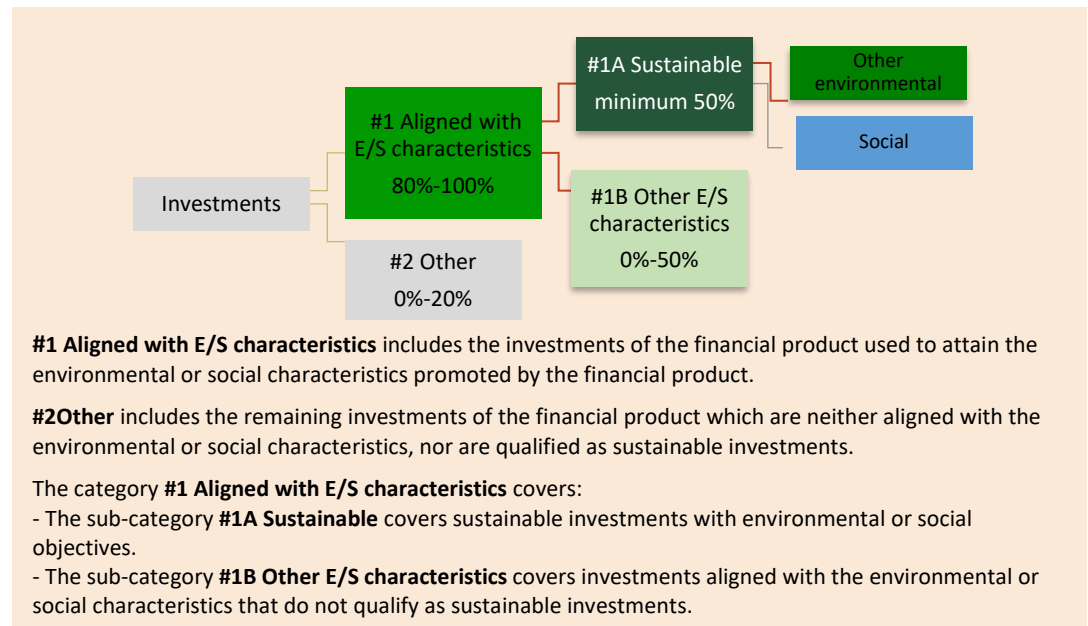 #1A Sustainable
minimum 50%
Other
environmental
#1 Aligned with
E/S characteristics
80%-100%
Social
Investments
#1B Other E/S
characteristics
0%-50%
#2 Other
0%-20%
#1 Aligned with E/S characteristics includes the investments of the financial product used to attain the
environmental or social characteristics promoted by the financial product.
#2Other includes the remaining investments of the financial product which are neither aligned with the
environmental or social characteristics, nor are qualified as sustainable investments.
The category #1 Aligned with E/S characteristics covers:
- The sub-category #1A Sustainable covers sustainable investments with environmental or social
objectives.
- The sub-category #1B Other E/S characteristics covers investments aligned with the environmental or
social characteristics that do not qualify as sustainable investments.